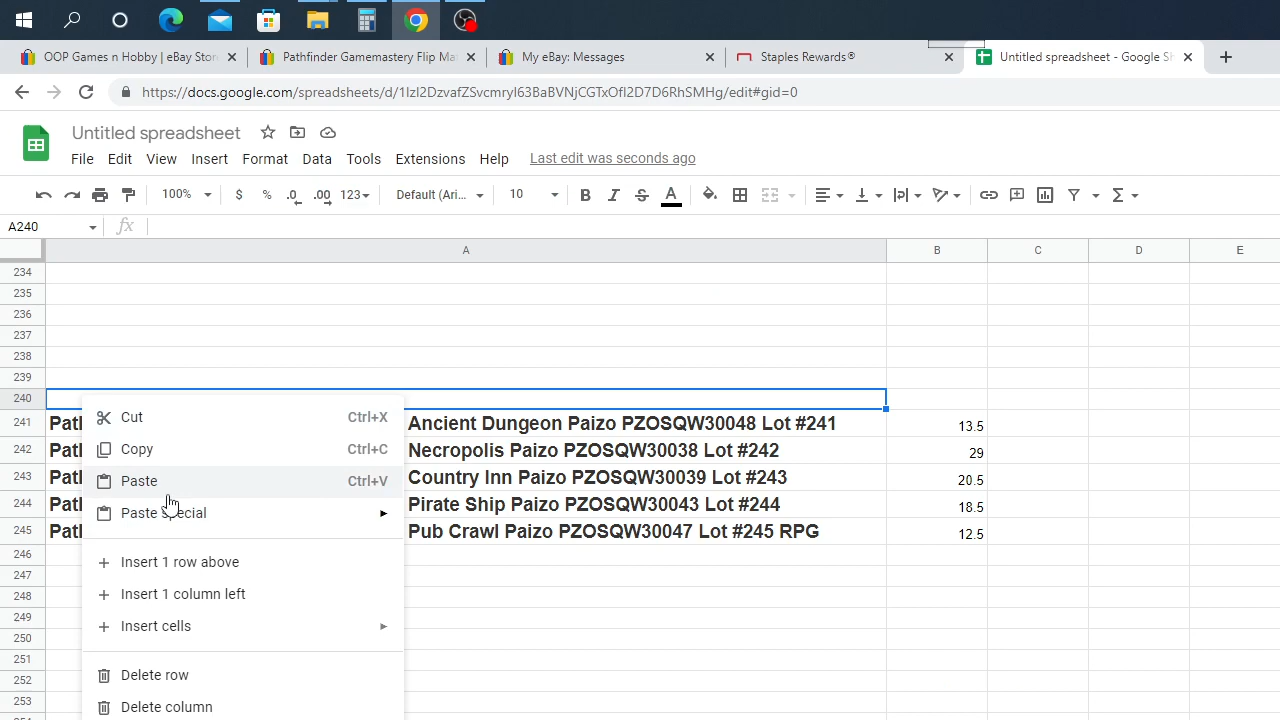 OOP Games n Hobby | eBay Stor
Pathfinder Gamemastery Flip Ma
My eBay: Messages
Staples Rewards®
Untitled spreadsheet - Google Sh
https://docs.google.com/spreadsheets/d/1IzI2DzvafZSvcmryI63BaBVNjCGTxOfI2D7D6RhSMHg/edit#gid=0
Untitled spreadsheet
File Edit View Insert Format Data Tools Extensions Help Last edit was seconds ago
100% $ % .0 .00 123 Default (Ari... 10 B I S A Σ
A240 fx
A B C D E
234
235
236
237
238
239
240
241 Path Ancient Dungeon Paizo PZOSQW30048 Lot #241 13.5
242 Path Necropolis Paizo PZOSQW30038 Lot #242 29
243 Path Country Inn Paizo PZOSQW30039 Lot #243 20.5
244 Path Pirate Ship Paizo PZOSQW30043 Lot #244 18.5
245 Path Pub Crawl Paizo PZOSQW30047 Lot #245 RPG 12.5
246
247
248
249
250
251
252
253
Cut Ctrl+X
Copy Ctrl+C
Paste Ctrl+V
Paste special
Insert 1 row above
Insert 1 column left
Insert cells
Delete row
Delete column